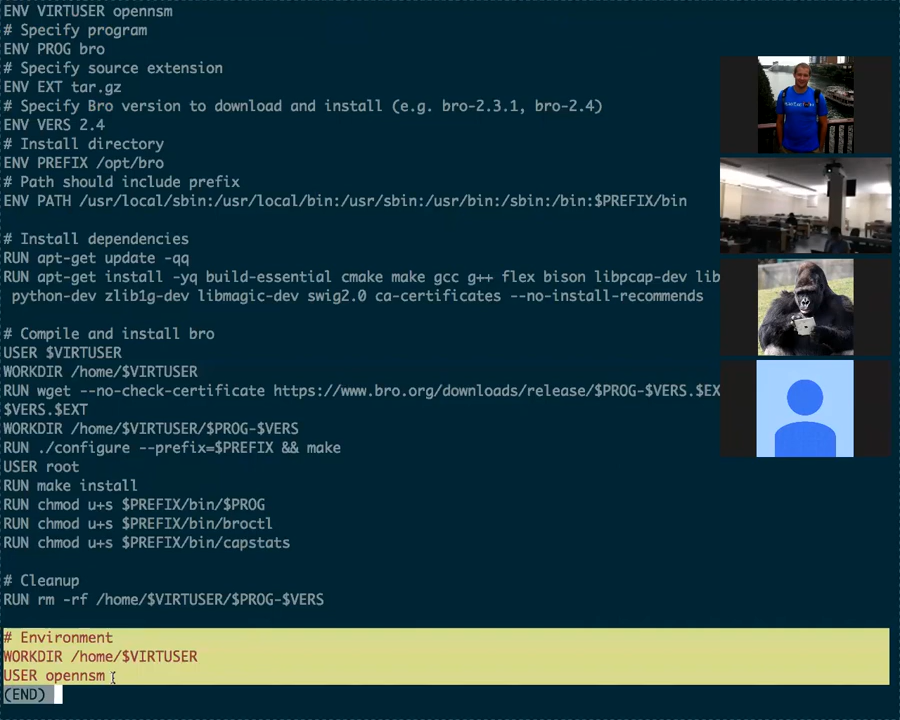 ENV VIRTUSER opennsm
# Specify program
ENV PROG bro
# Specify source extension
ENV EXT tar.gz
# Specify Bro version to download and install (e.g. bro-2.3.1, bro-2.4)
ENV VERS 2.4
# Install directory
ENV PREFIX /opt/bro
# Path should include prefix
ENV PATH /usr/local/sbin:/usr/local/bin:/usr/sbin:/usr/bin:/sbin:/bin:$PREFIX/bin
# Install dependencies
RUN apt-get update -qq
RUN apt-get install -yq build-essential cmake make gcc g++ flex bison libpcap-dev lib
python-dev zlib1g-dev libmagic-dev swig2.0 ca-certificates --no-install-recommends
# Compile and install bro
USER $VIRTUSER
WORKDIR /home/$VIRTUSER
RUN wget --no-check-certificate https://www.bro.org/downloads/release/$PROG-$VERS.$EX
$VERS.$EXT
WORKDIR /home/$VIRTUSER/$PROG-$VERS
RUN ./configure --prefix=$PREFIX && make
USER root
RUN make install
RUN chmod u+s $PREFIX/bin/$PROG
RUN chmod u+s $PREFIX/bin/broctl
RUN chmod u+s $PREFIX/bin/capstats
# Cleanup
RUN rm -rf /home/$VIRTUSER/$PROG-$VERS
# Environment
WORKDIR /home/$VIRTUSER
USER opennsm
(END)